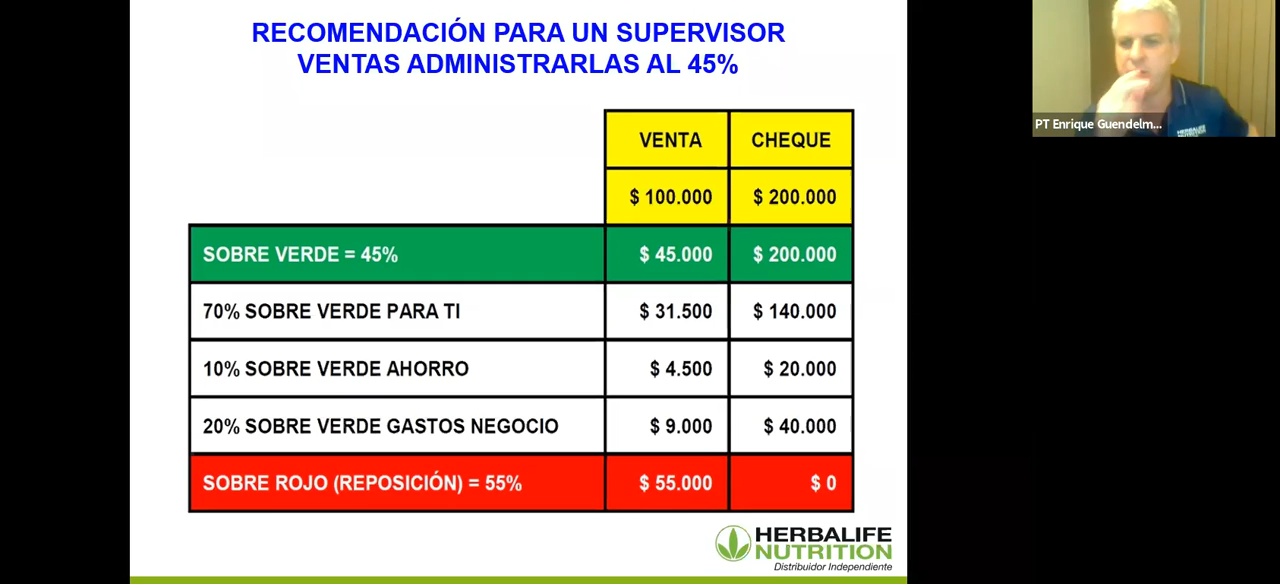 RECOMENDACIÓN PARA UN SUPERVISOR
VENTAS ADMINISTRARLAS AL 45%
VENTA CHEQUE
$ 100.000 $ 200.000
SOBRE VERDE = 45% $ 45.000 $ 200.000
70% SOBRE VERDE PARA TI $ 31.500 $ 140.000
10% SOBRE VERDE AHORRO $ 4.500 $ 20.000
20% SOBRE VERDE GASTOS NEGOCIO $ 9.000 $ 40.000
SOBRE ROJO (REPOSICIÓN) = 55% $ 55.000 $ 0
HERBALIFE
NUTRITION
Distribuidor Independiente
PT Enrique Guendelm...
HERBALIFE
NUTRITION